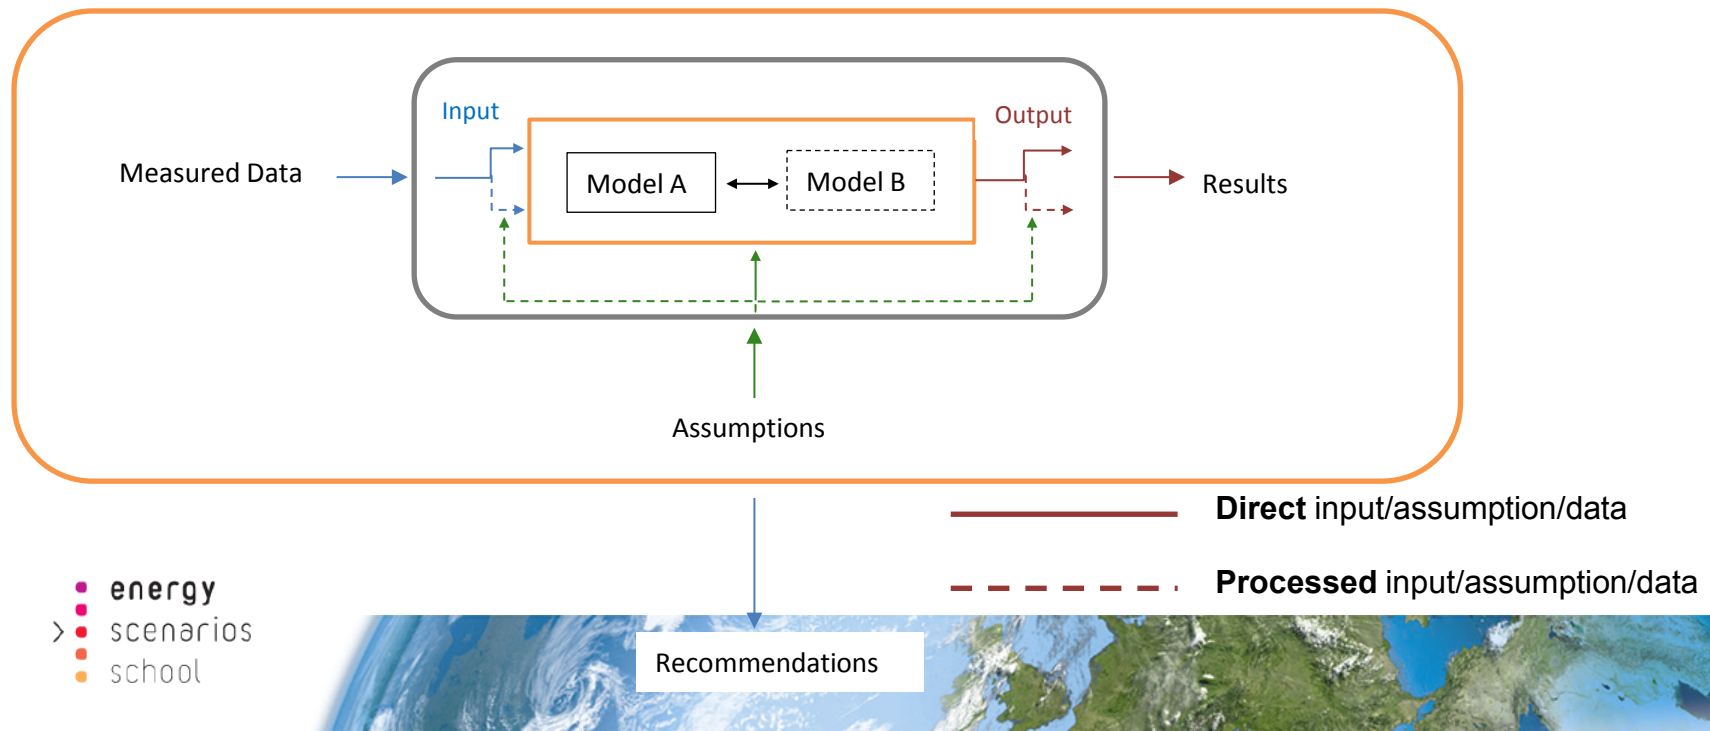 Input
Output
Measured Data
Model A
Model B
Results
Assumptions
Direct input/assumption/data
Processed input/assumption/data
energy
scenarios
school
Recommendations